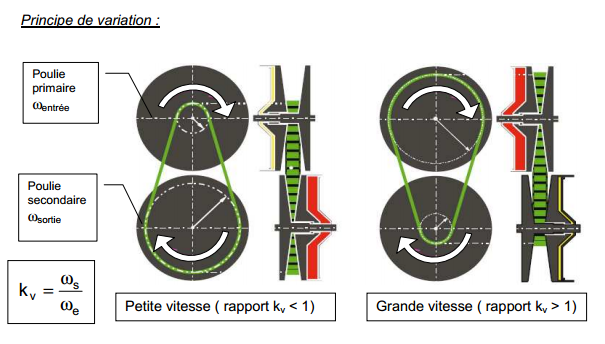 Principe de variation :
Poulie
primaire
ωentrée
Poulie
secondaire
ωsortie
kv = ωs / ωe
Petite vitesse ( rapport kv < 1)
Grande vitesse ( rapport kv > 1)